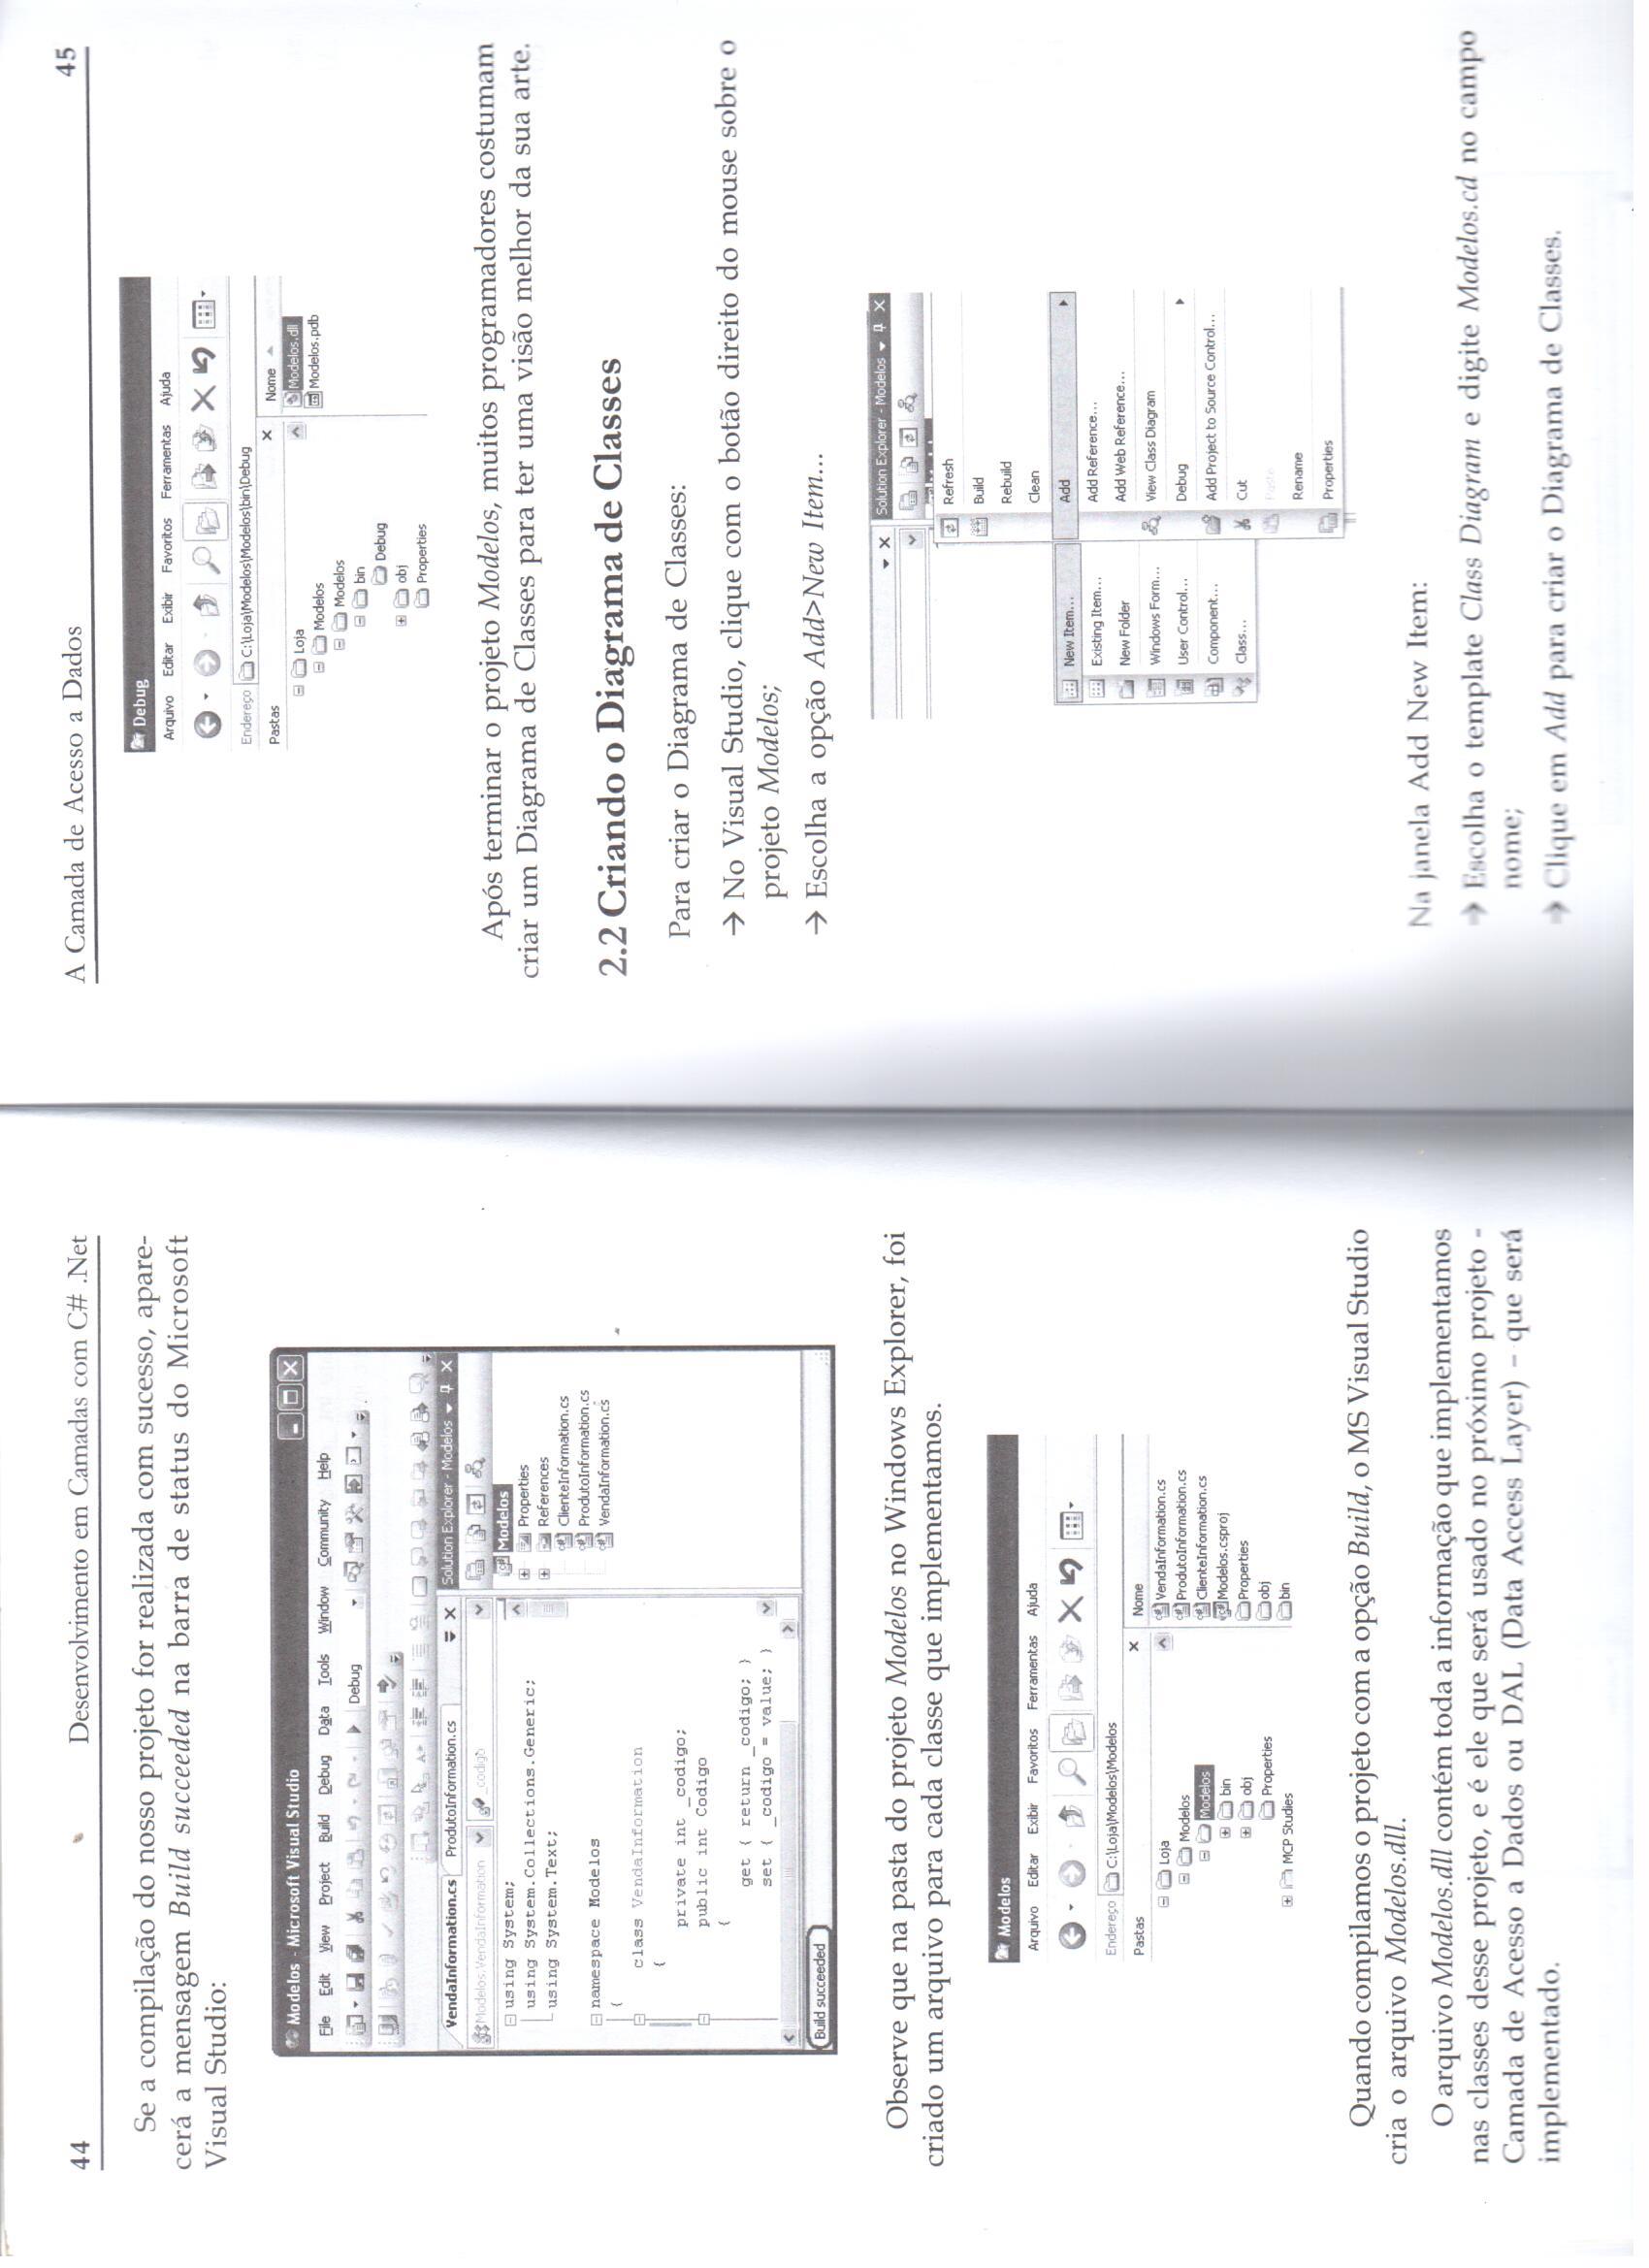 44
Desenvolvimento em Camadas com C# .Net
Se a compilação do nosso projeto for realizada com sucesso, apare-
cerá a mensagem Build succeeded na barra de status do Microsoft
Visual Studio:
Modelos - Microsoft Visual Studio
File Edit View Project Build Debug Data Tools Window Community Help
Debug
VendaInformation.cs ProdutoInformation.cs
Solution Explorer - Modelos
Modelos.VendaInformation _codigo
using System;
using System.Collections.Generic;
using System.Text;
namespace Modelos
{
class VendaInformation
{
private int _codigo;
public int Codigo
{
get { return _codigo; }
set { _codigo = value; }
Modelos
Properties
References
ClienteInformation.cs
ProdutoInformation.cs
VendaInformation.cs
Build succeeded
Observe que na pasta do projeto Modelos no Windows Explorer, foi
criado um arquivo para cada classe que implementamos.
Modelos
Arquivo Editar Exibir Favoritos Ferramentas Ajuda
Endereço C:\Loja\Modelos\Modelos
Pastas
Loja
Modelos
Modelos
bin
obj
Properties
MCP Studies
Nome
VendaInformation.cs
ProdutoInformation.cs
ClienteInformation.cs
Modelos.csproj
Properties
obj
bin
Quando compilamos o projeto com a opção Build, o MS Visual Studio
cria o arquivo Modelos.dll.
O arquivo Modelos.dll contém toda a informação que implementamos
nas classes desse projeto, e é ele que será usado no próximo projeto -
Camada de Acesso a Dados ou DAL (Data Access Layer) – que será
implementado.
A Camada de Acesso a Dados
45
Debug
Arquivo Editar Exibir Favoritos Ferramentas Ajuda
Endereço C:\Loja\Modelos\Modelos\bin\Debug
Pastas
Loja
Modelos
Modelos
bin
Debug
obj
Properties
Nome
Modelos.dll
Modelos.pdb
Após terminar o projeto Modelos, muitos programadores costumam
criar um Diagrama de Classes para ter uma visão melhor da sua arte.
2.2 Criando o Diagrama de Classes
Para criar o Diagrama de Classes:
→ No Visual Studio, clique com o botão direito do mouse sobre o
projeto Modelos;
→ Escolha a opção Add>New Item...
Solution Explorer - Modelos
Refresh
Build
Rebuild
Clean
Add
Add Reference...
Add Web Reference...
View Class Diagram
Debug
Add Project to Source Control...
Cut
Paste
Rename
Properties
New Item...
Existing Item...
New Folder
Windows Form...
User Control...
Component...
Class...
Na janela Add New Item:
→ Escolha o template Class Diagram e digite Modelos.cd no campo
nome;
→ Clique em Add para criar o Diagrama de Classes.